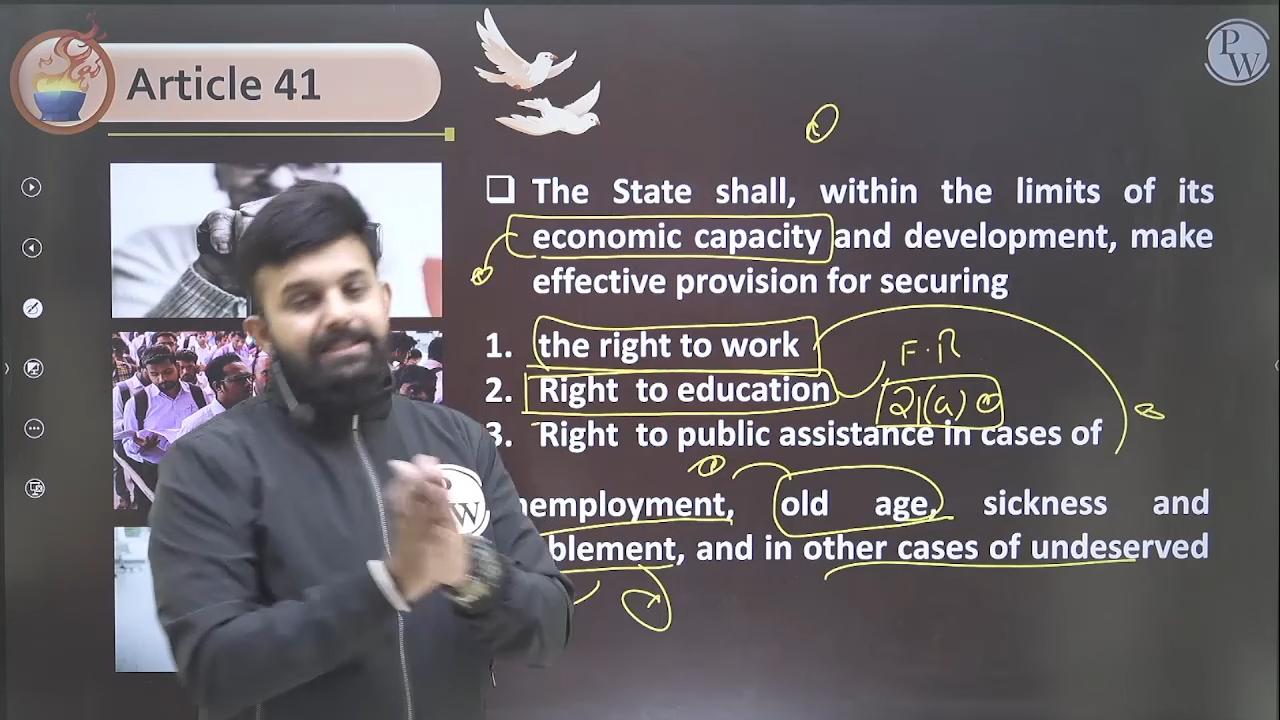 Article 41
PW
The State shall, within the limits of its
economic capacity and development, make
effective provision for securing
1. the right to work
F.R
2. Right to education
21(a)
3. Right to public assistance in cases of
nemployment, old age, sickness and
blement, and in other cases of undeserved
W